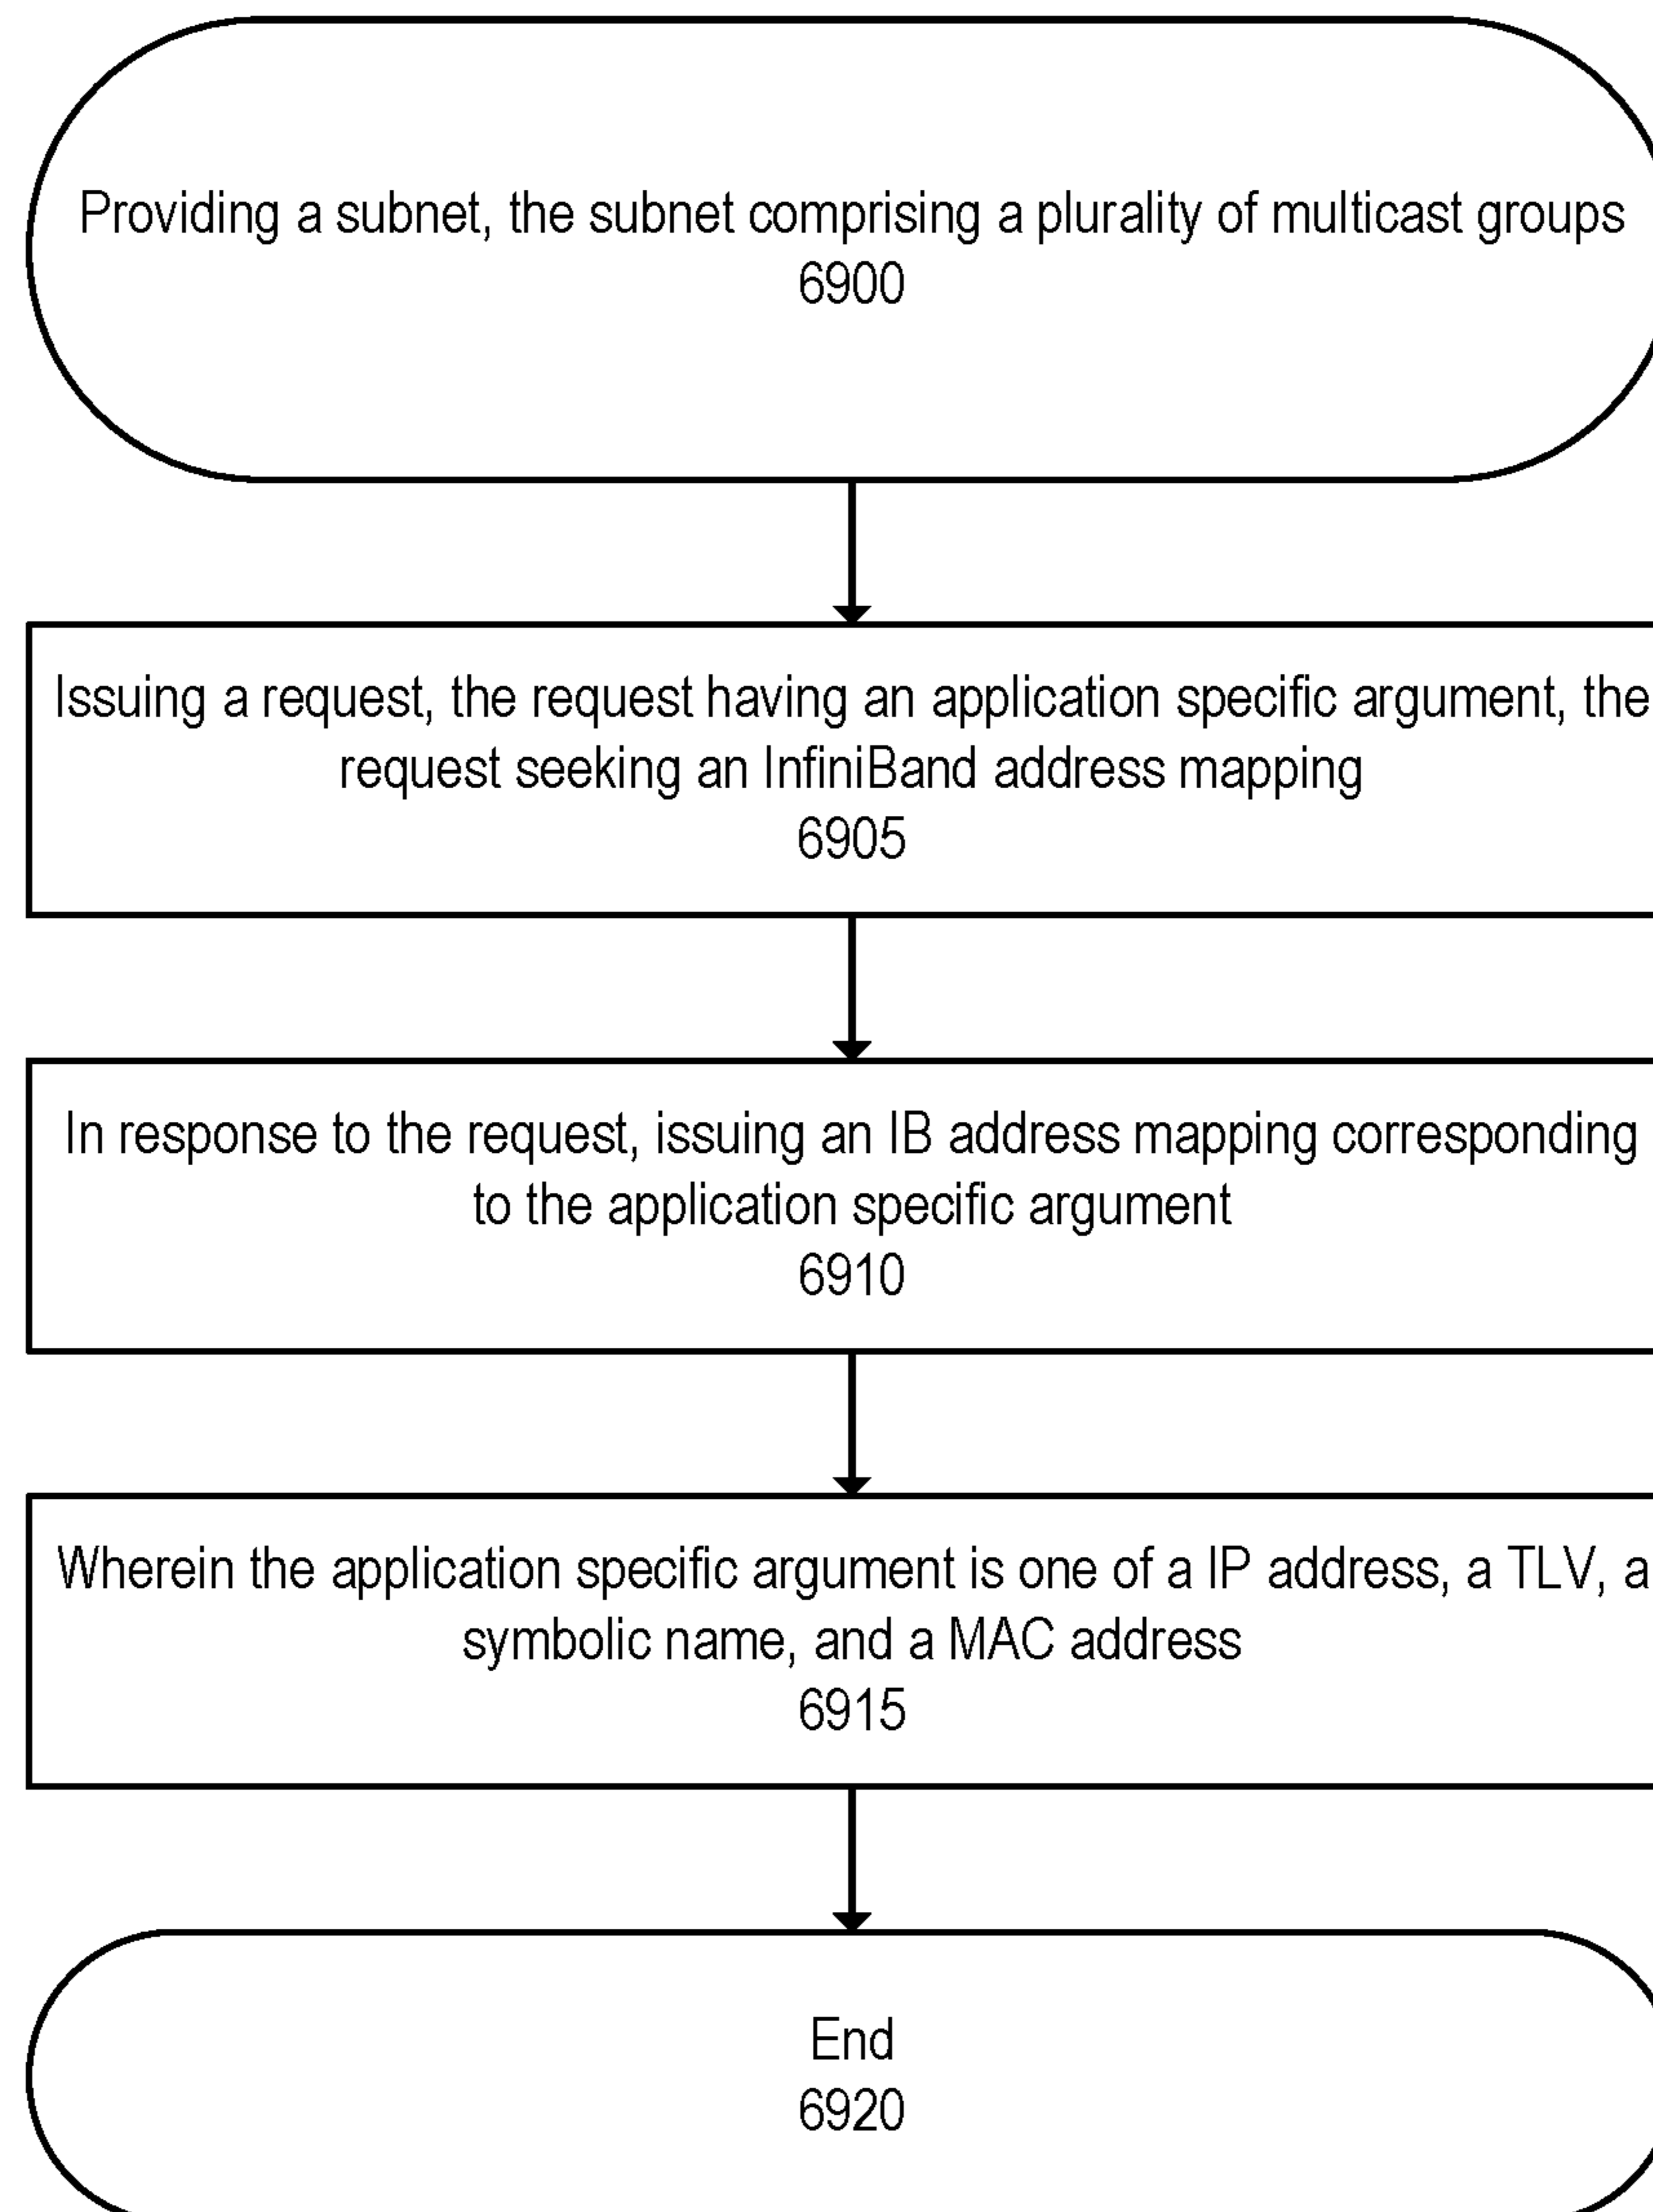 Providing a subnet, the subnet comprising a plurality of multicast groups
6900
Issuing a request, the request having an application specific argument, the
request seeking an InfiniBand address mapping
6905
In response to the request, issuing an IB address mapping corresponding
to the application specific argument
6910
Wherein the application specific argument is one of a IP address, a TLV, a
symbolic name, and a MAC address
6915
End
6920